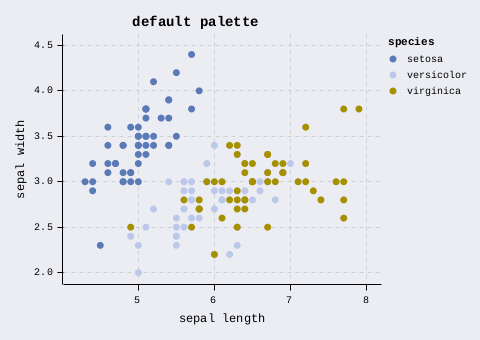 default palette
species
setosa
versicolor
virginica
sepal width
4.5
4.0
3.5
3.0
2.5
2.0
5
6
7
8
sepal length